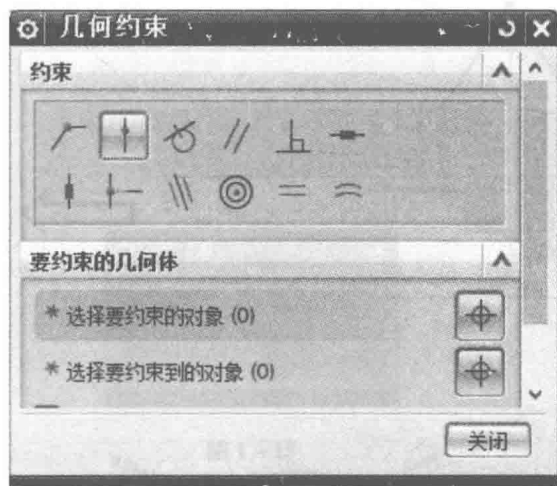 几何约束
约束
要约束的几何体
* 选择要约束的对象 (0)
* 选择要约束到的对象 (0)
关闭